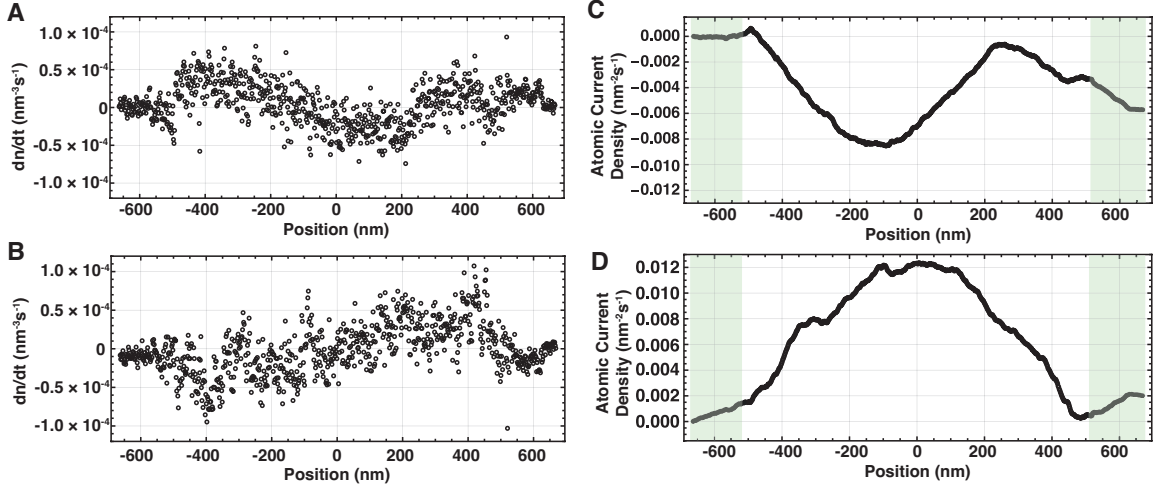 A
dn/dt (nm⁻³s⁻¹)
1.0 × 10⁻⁴
0.5 × 10⁻⁴
0
-0.5 × 10⁻⁴
-1.0 × 10⁻⁴
-600 -400 -200 0 200 400 600
Position (nm)
B
dn/dt (nm⁻³s⁻¹)
1.0 × 10⁻⁴
0.5 × 10⁻⁴
0
-0.5 × 10⁻⁴
-1.0 × 10⁻⁴
-600 -400 -200 0 200 400 600
Position (nm)
C
Atomic Current
Density (nm⁻²s⁻¹)
0.000
−0.002
−0.004
−0.006
−0.008
−0.010
−0.012
-600 -400 -200 0 200 400 600
Position (nm)
D
Atomic Current
Density (nm⁻²s⁻¹)
0.012
0.010
0.008
0.006
0.004
0.002
0.000
-600 -400 -200 0 200 400 600
Position (nm)